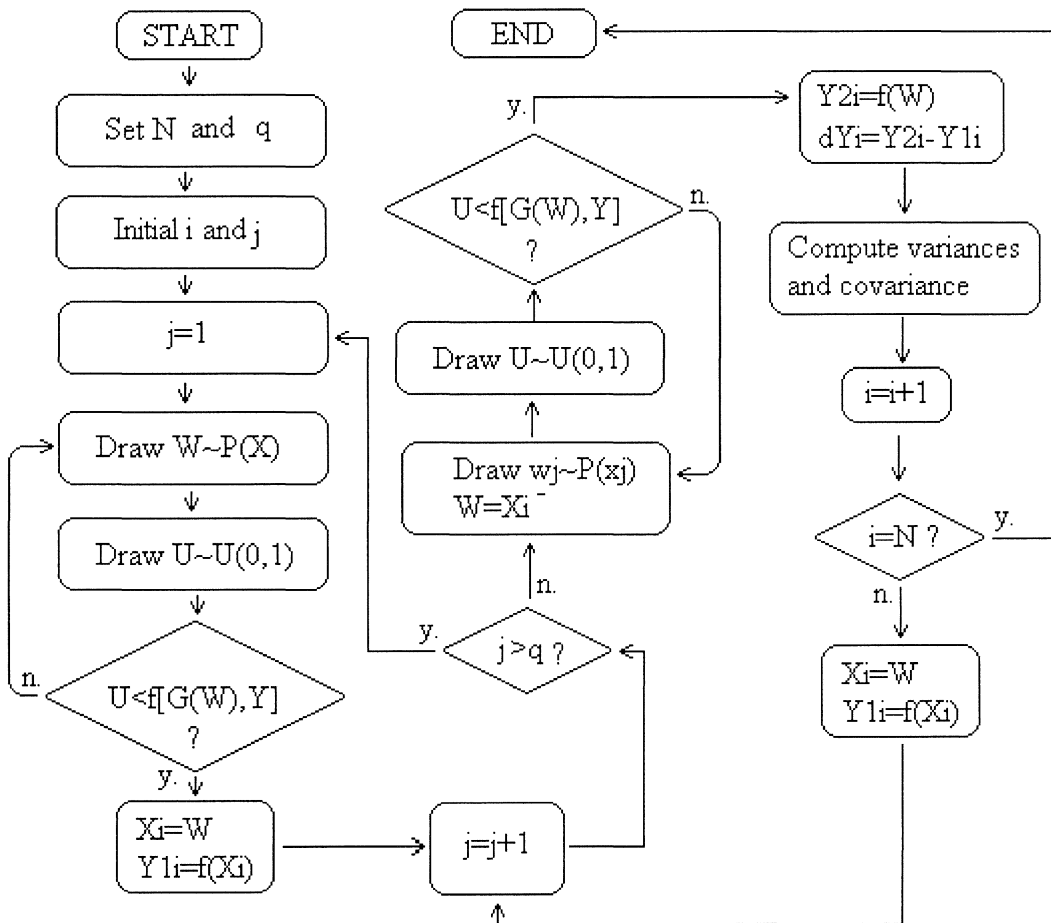 START
Set N and q
Initial i and j
j=1
Draw W~P(X)
Draw U~U(0,1)
n.
U<f[G(W),Y]
?
y.
Xi=W
Y1i=f(Xi)
j=j+1
y.
j>q ?
n.
Draw wj~P(xj)
W=Xi⁻
Draw U~U(0,1)
U<f[G(W),Y]
?
n.
y.
Y2i=f(W)
dYi=Y2i-Y1i
Compute variances
and covariance
i=i+1
i=N ?
y.
n.
Xi=W
Y1i=f(Xi)
END